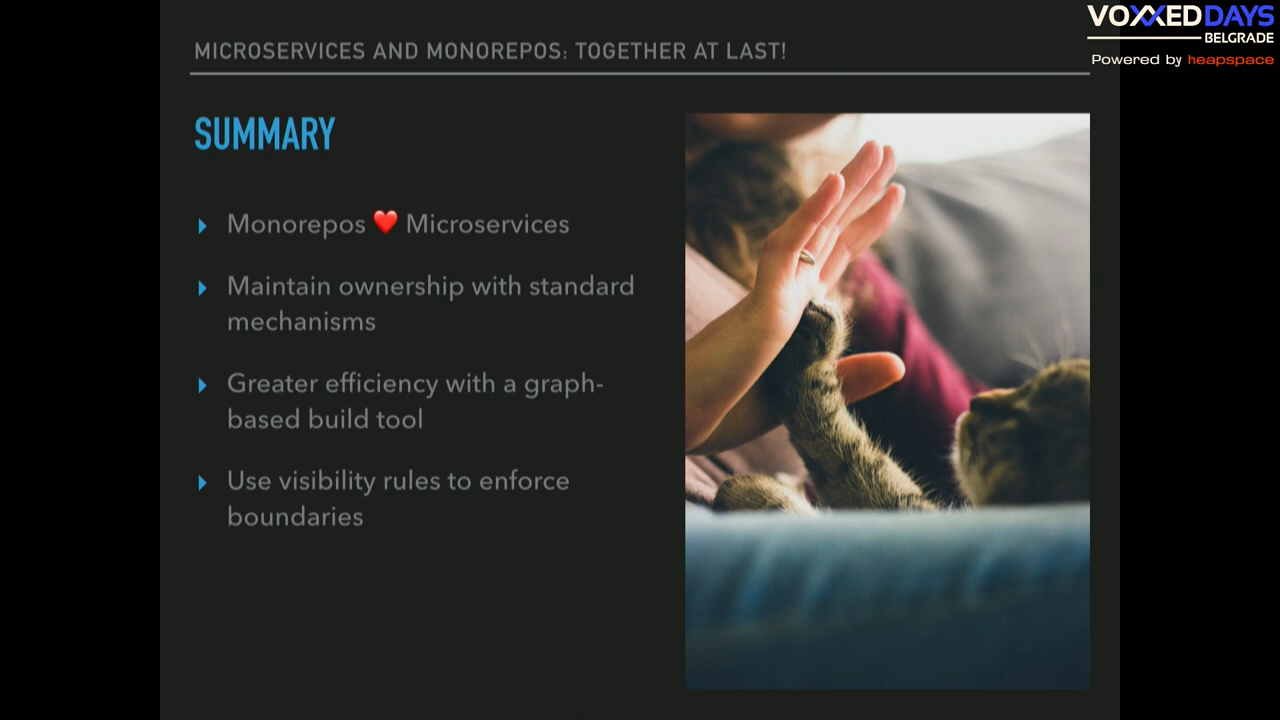 VOXXED DAYS
BELGRADE
Powered by heapspace
MICROSERVICES AND MONOREPOS: TOGETHER AT LAST!
SUMMARY
Monorepos ❤️ Microservices
Maintain ownership with standard
mechanisms
Greater efficiency with a graph-
based build tool
Use visibility rules to enforce
boundaries